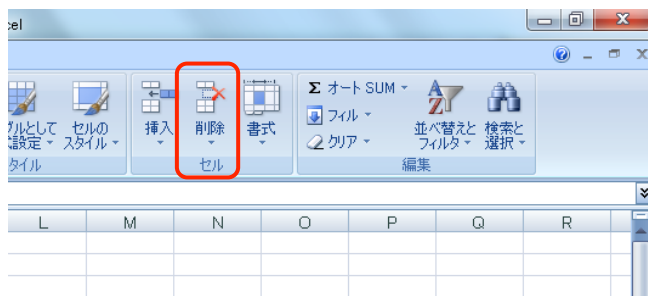 cel
Σ オート SUM
フィル
クリア
ブルとして
式設定
セルの
スタイル
挿入
削除
書式
並べ替えと
フィルタ
検索と
選択
タイル
セル
編集
L M N O P Q R